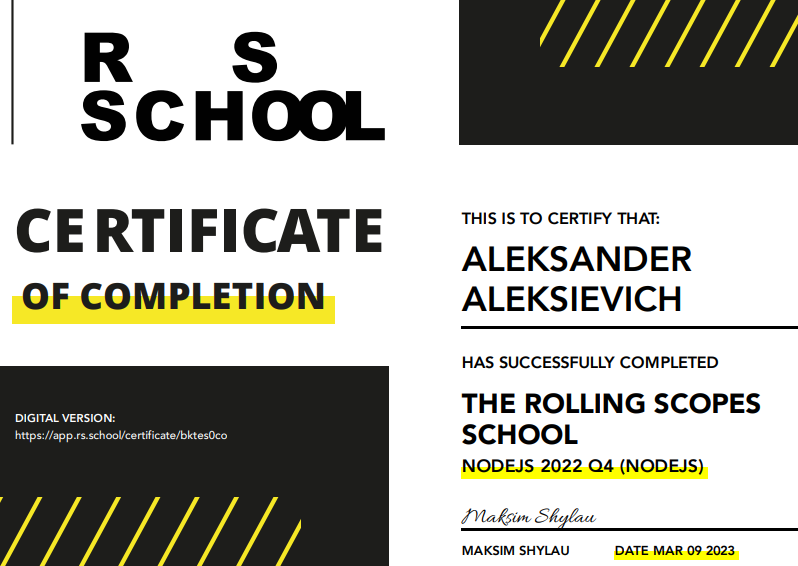 R S
SCHOOL
CERTIFICATE
OF COMPLETION
DIGITAL VERSION:
https://app.rs.school/certificate/bktes0co
THIS IS TO CERTIFY THAT:
ALEKSANDER
ALEKSIEVICH
HAS SUCCESSFULLY COMPLETED
THE ROLLING SCOPES
SCHOOL
NODEJS 2022 Q4 (NODEJS)
Maksim Shylau
MAKSIM SHYLAU DATE MAR 09 2023